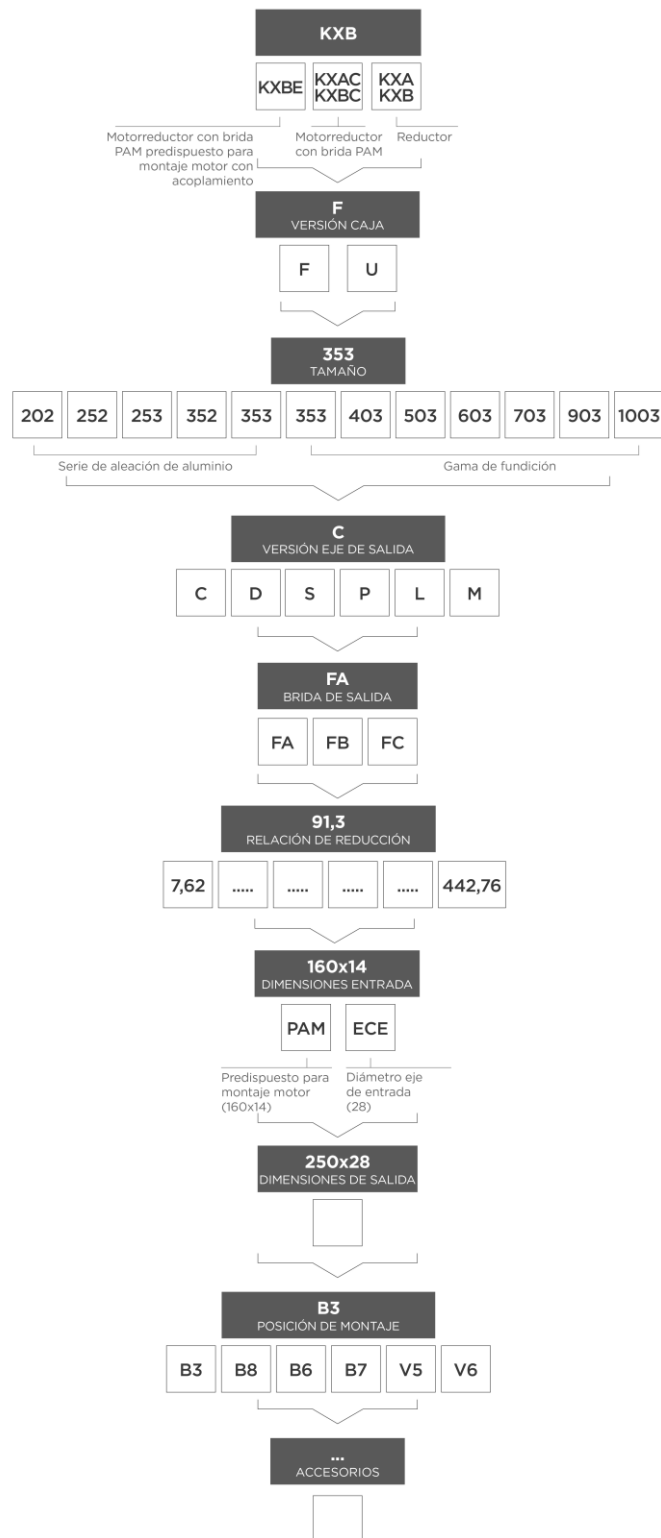 KXB
KXBE
KXAC
KXBC
KXA
KXB
Motorreductor con brida
PAM predispuesto para
montaje motor con
acoplamiento
Motorreductor
con brida PAM
Reductor
F
VERSIÓN CAJA
F
U
353
TAMAÑO
202 252 253 352 353 353 403 503 603 703 903 1003
Serie de aleación de aluminio
Gama de fundición
C
VERSIÓN EJE DE SALIDA
C D S P L M
FA
BRIDA DE SALIDA
FA FB FC
91,3
RELACIÓN DE REDUCCIÓN
7,62 ..... ..... ..... ..... 442,76
160x14
DIMENSIONES ENTRADA
PAM ECE
Predispuesto para
montaje motor
(160x14)
Diámetro eje
de entrada
(28)
250x28
DIMENSIONES DE SALIDA
B3
POSICIÓN DE MONTAJE
B3 B8 B6 B7 V5 V6
...
ACCESORIOS